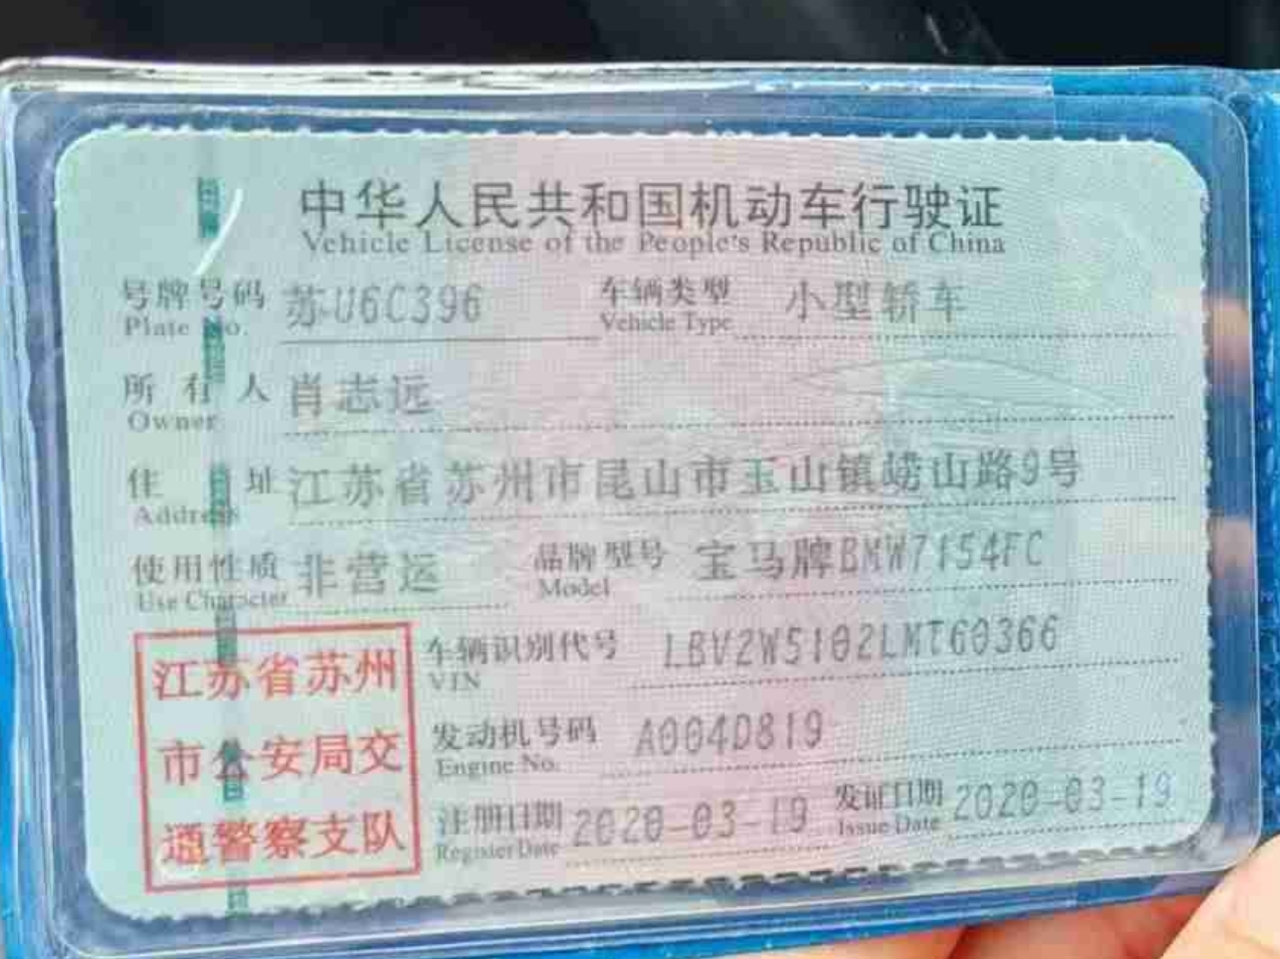 中华人民共和国机动车行驶证
Vehicle License of the People's Republic of China
号牌号码 苏U6C396 车辆类型 小型轿车
Plate No. Vehicle Type
所有人 肖志远
Owner
住址 江苏省苏州市昆山市玉山镇崂山路9号
Address
使用性质 非营运 品牌型号 宝马牌BMW7154FC
Use Character Model
车辆识别代号 LBV2W5102LMT60366
VIN
发动机号码 A004D819
Engine No.
注册日期 2020-03-19 发证日期 2020-03-19
Register Date Issue Date
江苏省苏州
市公安局交
通警察支队